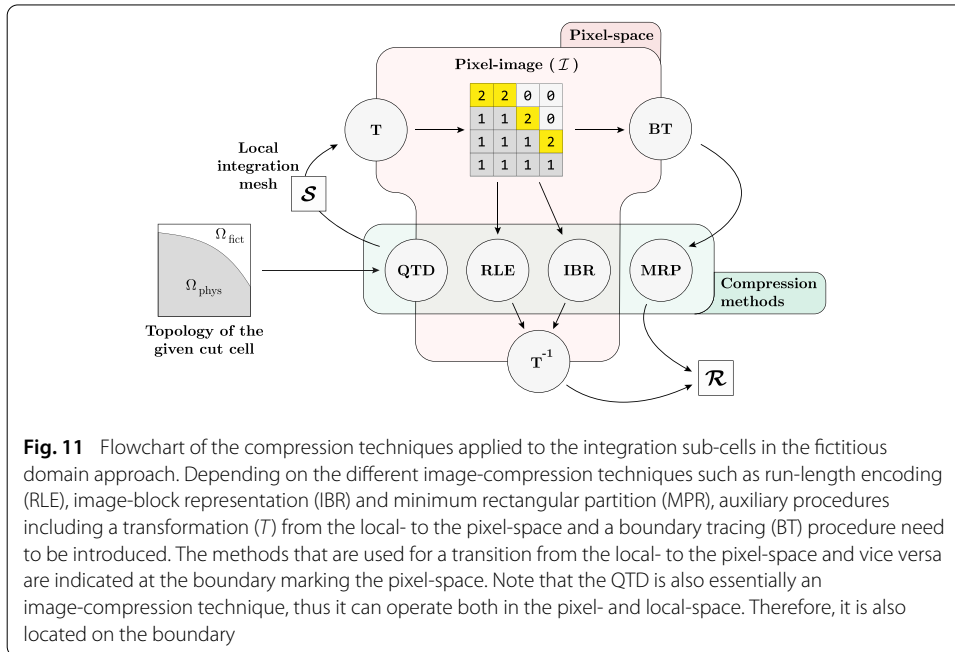 Pixel-space
Pixel-image ( I )
2 2 0 0
1 1 2 0
1 1 1 2
1 1 1 1
T
BT
Local
integration
mesh
S
Ω fict
Ω phys
Topology of the
given cut cell
QTD
RLE
IBR
MRP
Compression
methods
T⁻¹
R
Fig. 11 Flowchart of the compression techniques applied to the integration sub-cells in the fictitious
domain approach. Depending on the different image-compression techniques such as run-length encoding
(RLE), image-block representation (IBR) and minimum rectangular partition (MPR), auxiliary procedures
including a transformation (T) from the local- to the pixel-space and a boundary tracing (BT) procedure need
to be introduced. The methods that are used for a transition from the local- to the pixel-space and vice versa
are indicated at the boundary marking the pixel-space. Note that the QTD is also essentially an
image-compression technique, thus it can operate both in the pixel- and local-space. Therefore, it is also
located on the boundary